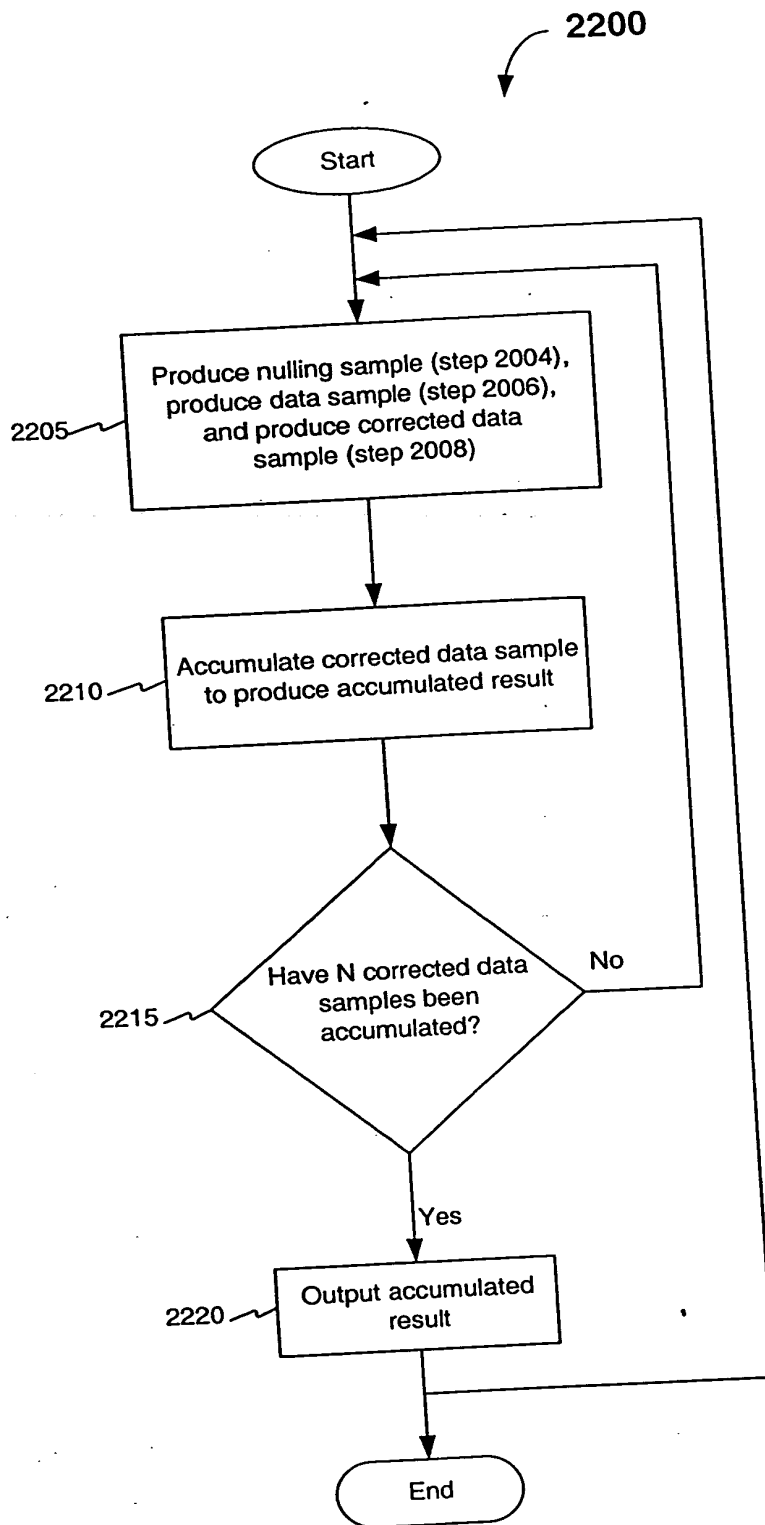 2200
Start
2205
Produce nulling sample (step 2004),
produce data sample (step 2006),
and produce corrected data
sample (step 2008)
2210
Accumulate corrected data sample
to produce accumulated result
2215
Have N corrected data
samples been
accumulated?
No
Yes
2220
Output accumulated
result
End